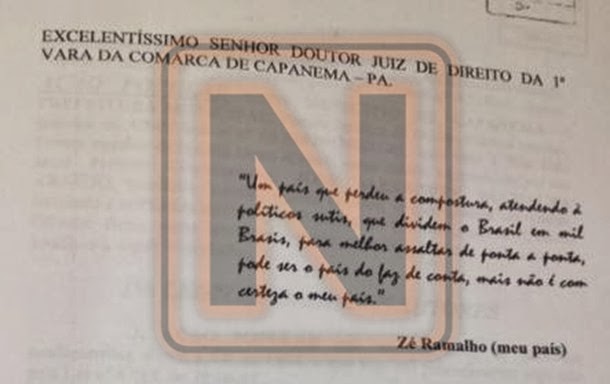 EXCELENTÍSSIMO SENHOR DOUTOR JUIZ DE DIREITO DA 1ª
VARA DA COMARCA DE CAPANEMA – PA.
N
"Um país que perdeu a compostura, atendendo à
políticos sutis, que dividem o Brasil em mil
Brasis, para melhor assaltar de ponta a ponta,
pode ser o país do faz de conta, mais não é com
certeza o meu país."
Zé Ramalho (meu país)